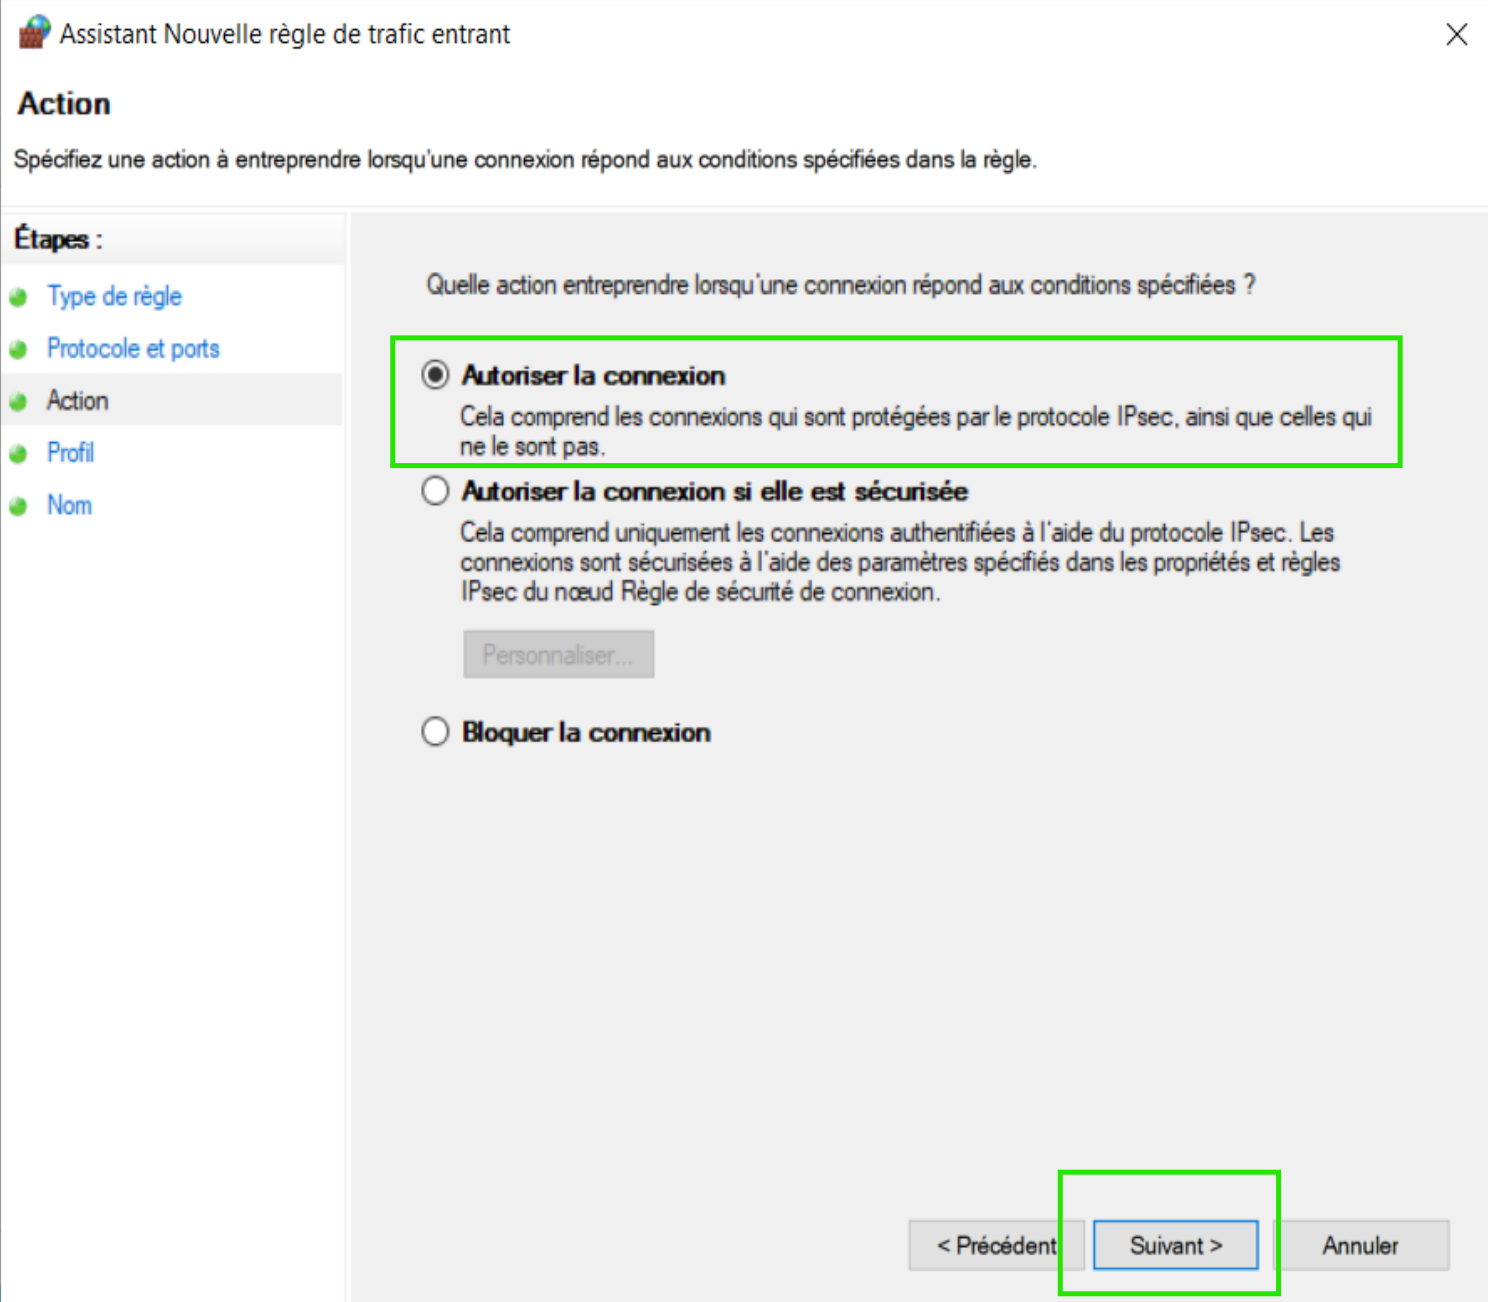 Assistant Nouvelle règle de trafic entrant
Action
Spécifiez une action à entreprendre lorsqu'une connexion répond aux conditions spécifiées dans la règle.
Étapes :
Type de règle
Protocole et ports
Action
Profil
Nom
Quelle action entreprendre lorsqu'une connexion répond aux conditions spécifiées ?
Autoriser la connexion
Cela comprend les connexions qui sont protégées par le protocole IPsec, ainsi que celles qui
ne le sont pas.
Autoriser la connexion si elle est sécurisée
Cela comprend uniquement les connexions authentifiées à l'aide du protocole IPsec. Les
connexions sont sécurisées à l'aide des paramètres spécifiés dans les propriétés et règles
IPsec du nœud Règle de sécurité de connexion.
Personnaliser...
Bloquer la connexion
< Précédent
Suivant >
Annuler